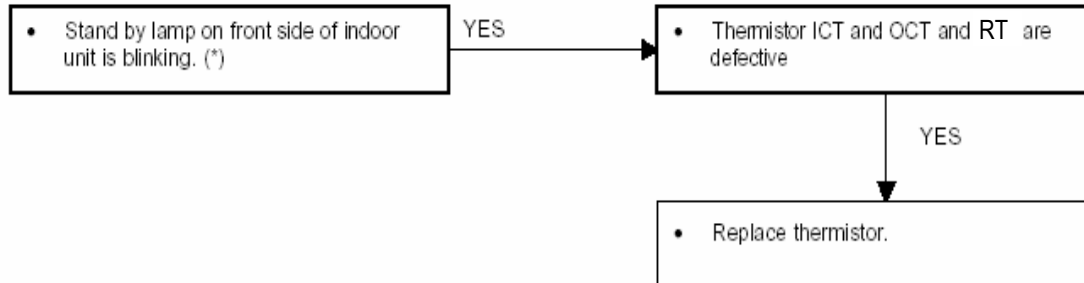 • Stand by lamp on front side of indoor
unit is blinking. (*)
YES
• Thermistor ICT and OCT and RT are
defective
YES
• Replace thermistor.